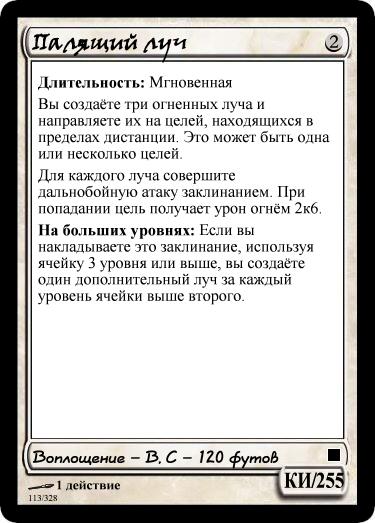 Палящий луч 2
Длительность: Мгновенная
Вы создаёте три огненных луча и
направляете их на целей, находящихся в
пределах дистанции. Это может быть одна
или несколько целей.
Для каждого луча совершите
дальнобойную атаку заклинанием. При
попадании цель получает урон огнём 2к6.
На больших уровнях: Если вы
накладываете это заклинание, используя
ячейку 3 уровня или выше, вы создаёте
один дополнительный луч за каждый
уровень ячейки выше второго.
Воплощение – В, С – 120 футов
1 действие
КИ/255
113/328